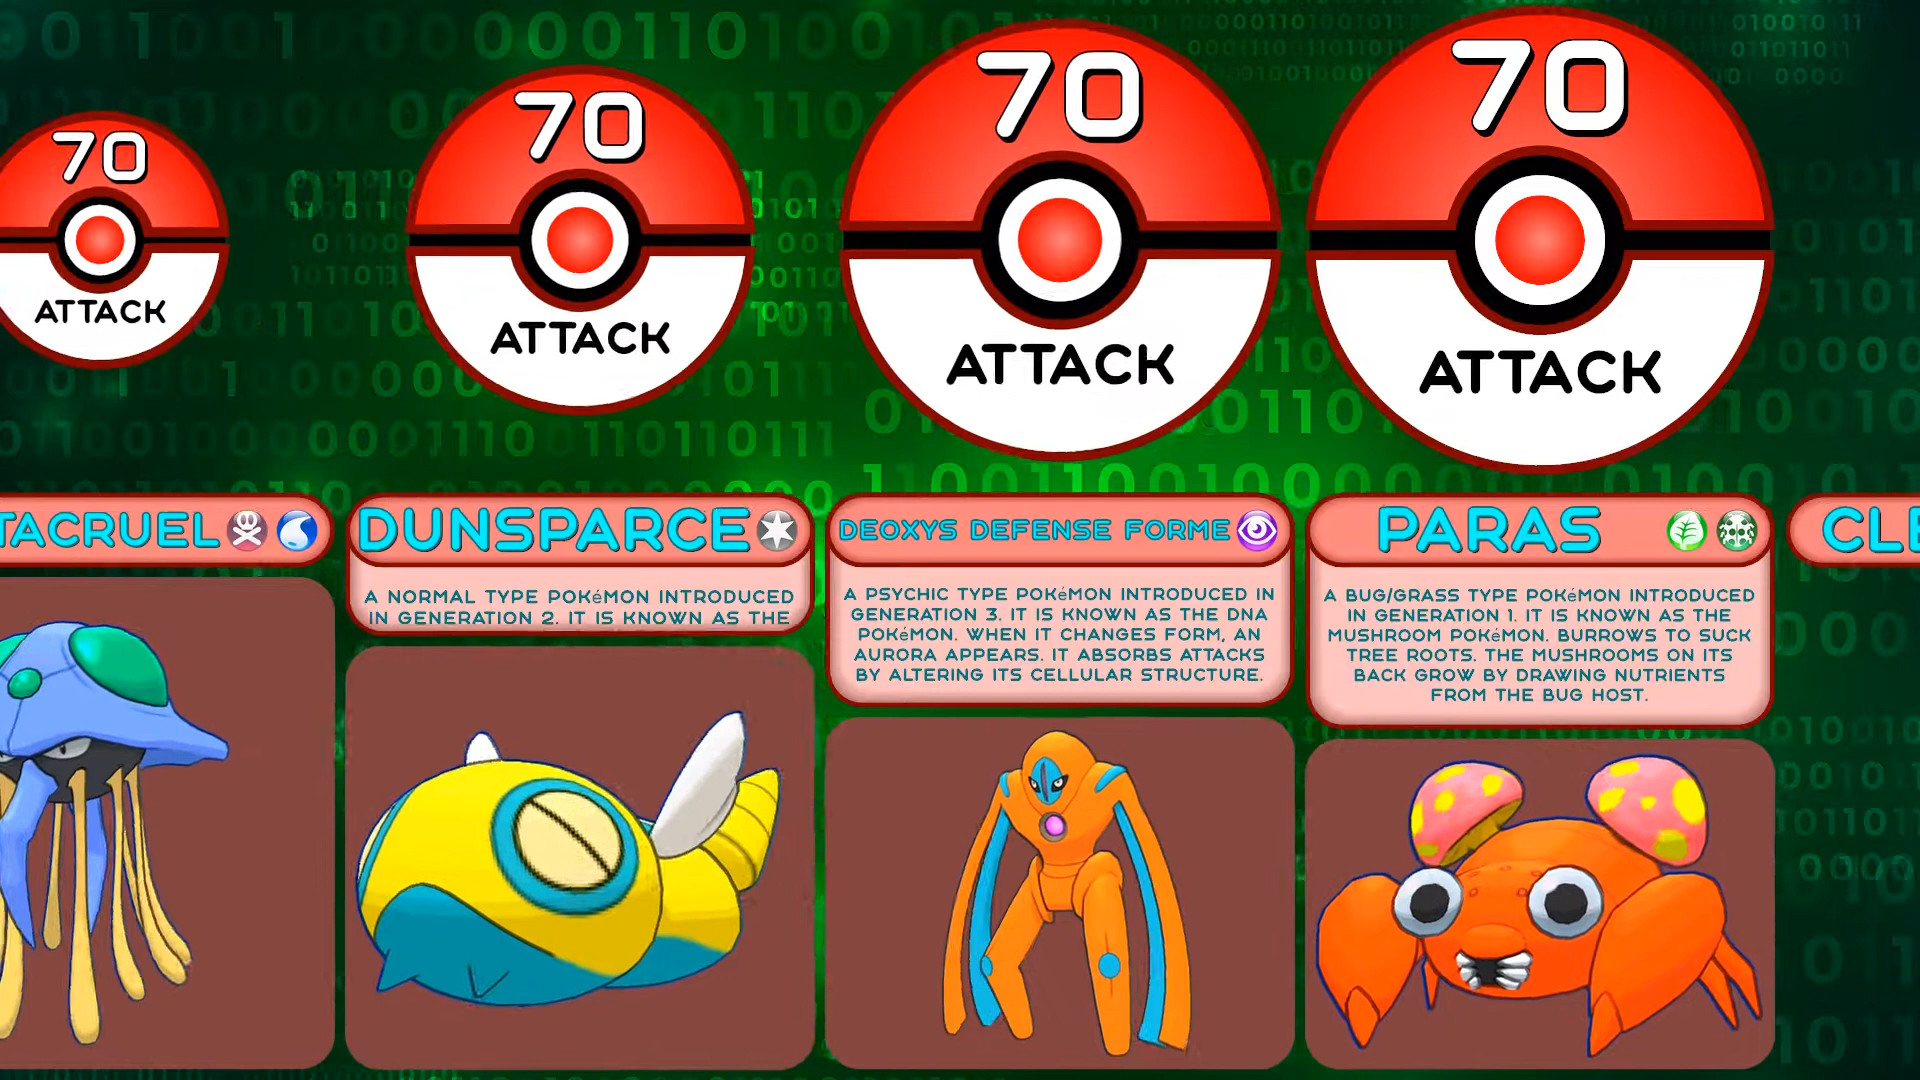 70
ATTACK
70
ATTACK
70
ATTACK
70
ATTACK
TACRUEL
DUNSPARCE
A NORMAL TYPE POKéMON INTRODUCED
IN GENERATION 2. IT IS KNOWN AS THE
DEOXYS DEFENSE FORME
A PSYCHIC TYPE POKéMON INTRODUCED IN
GENERATION 3. IT IS KNOWN AS THE DNA
POKéMON. WHEN IT CHANGES FORM, AN
AURORA APPEARS. IT ABSORBS ATTACKS
BY ALTERING ITS CELLULAR STRUCTURE.
PARAS
A BUG/GRASS TYPE POKéMON INTRODUCED
IN GENERATION 1. IT IS KNOWN AS THE
MUSHROOM POKéMON. BURROWS TO SUCK
TREE ROOTS. THE MUSHROOMS ON ITS
BACK GROW BY DRAWING NUTRIENTS
FROM THE BUG HOST.
CLE